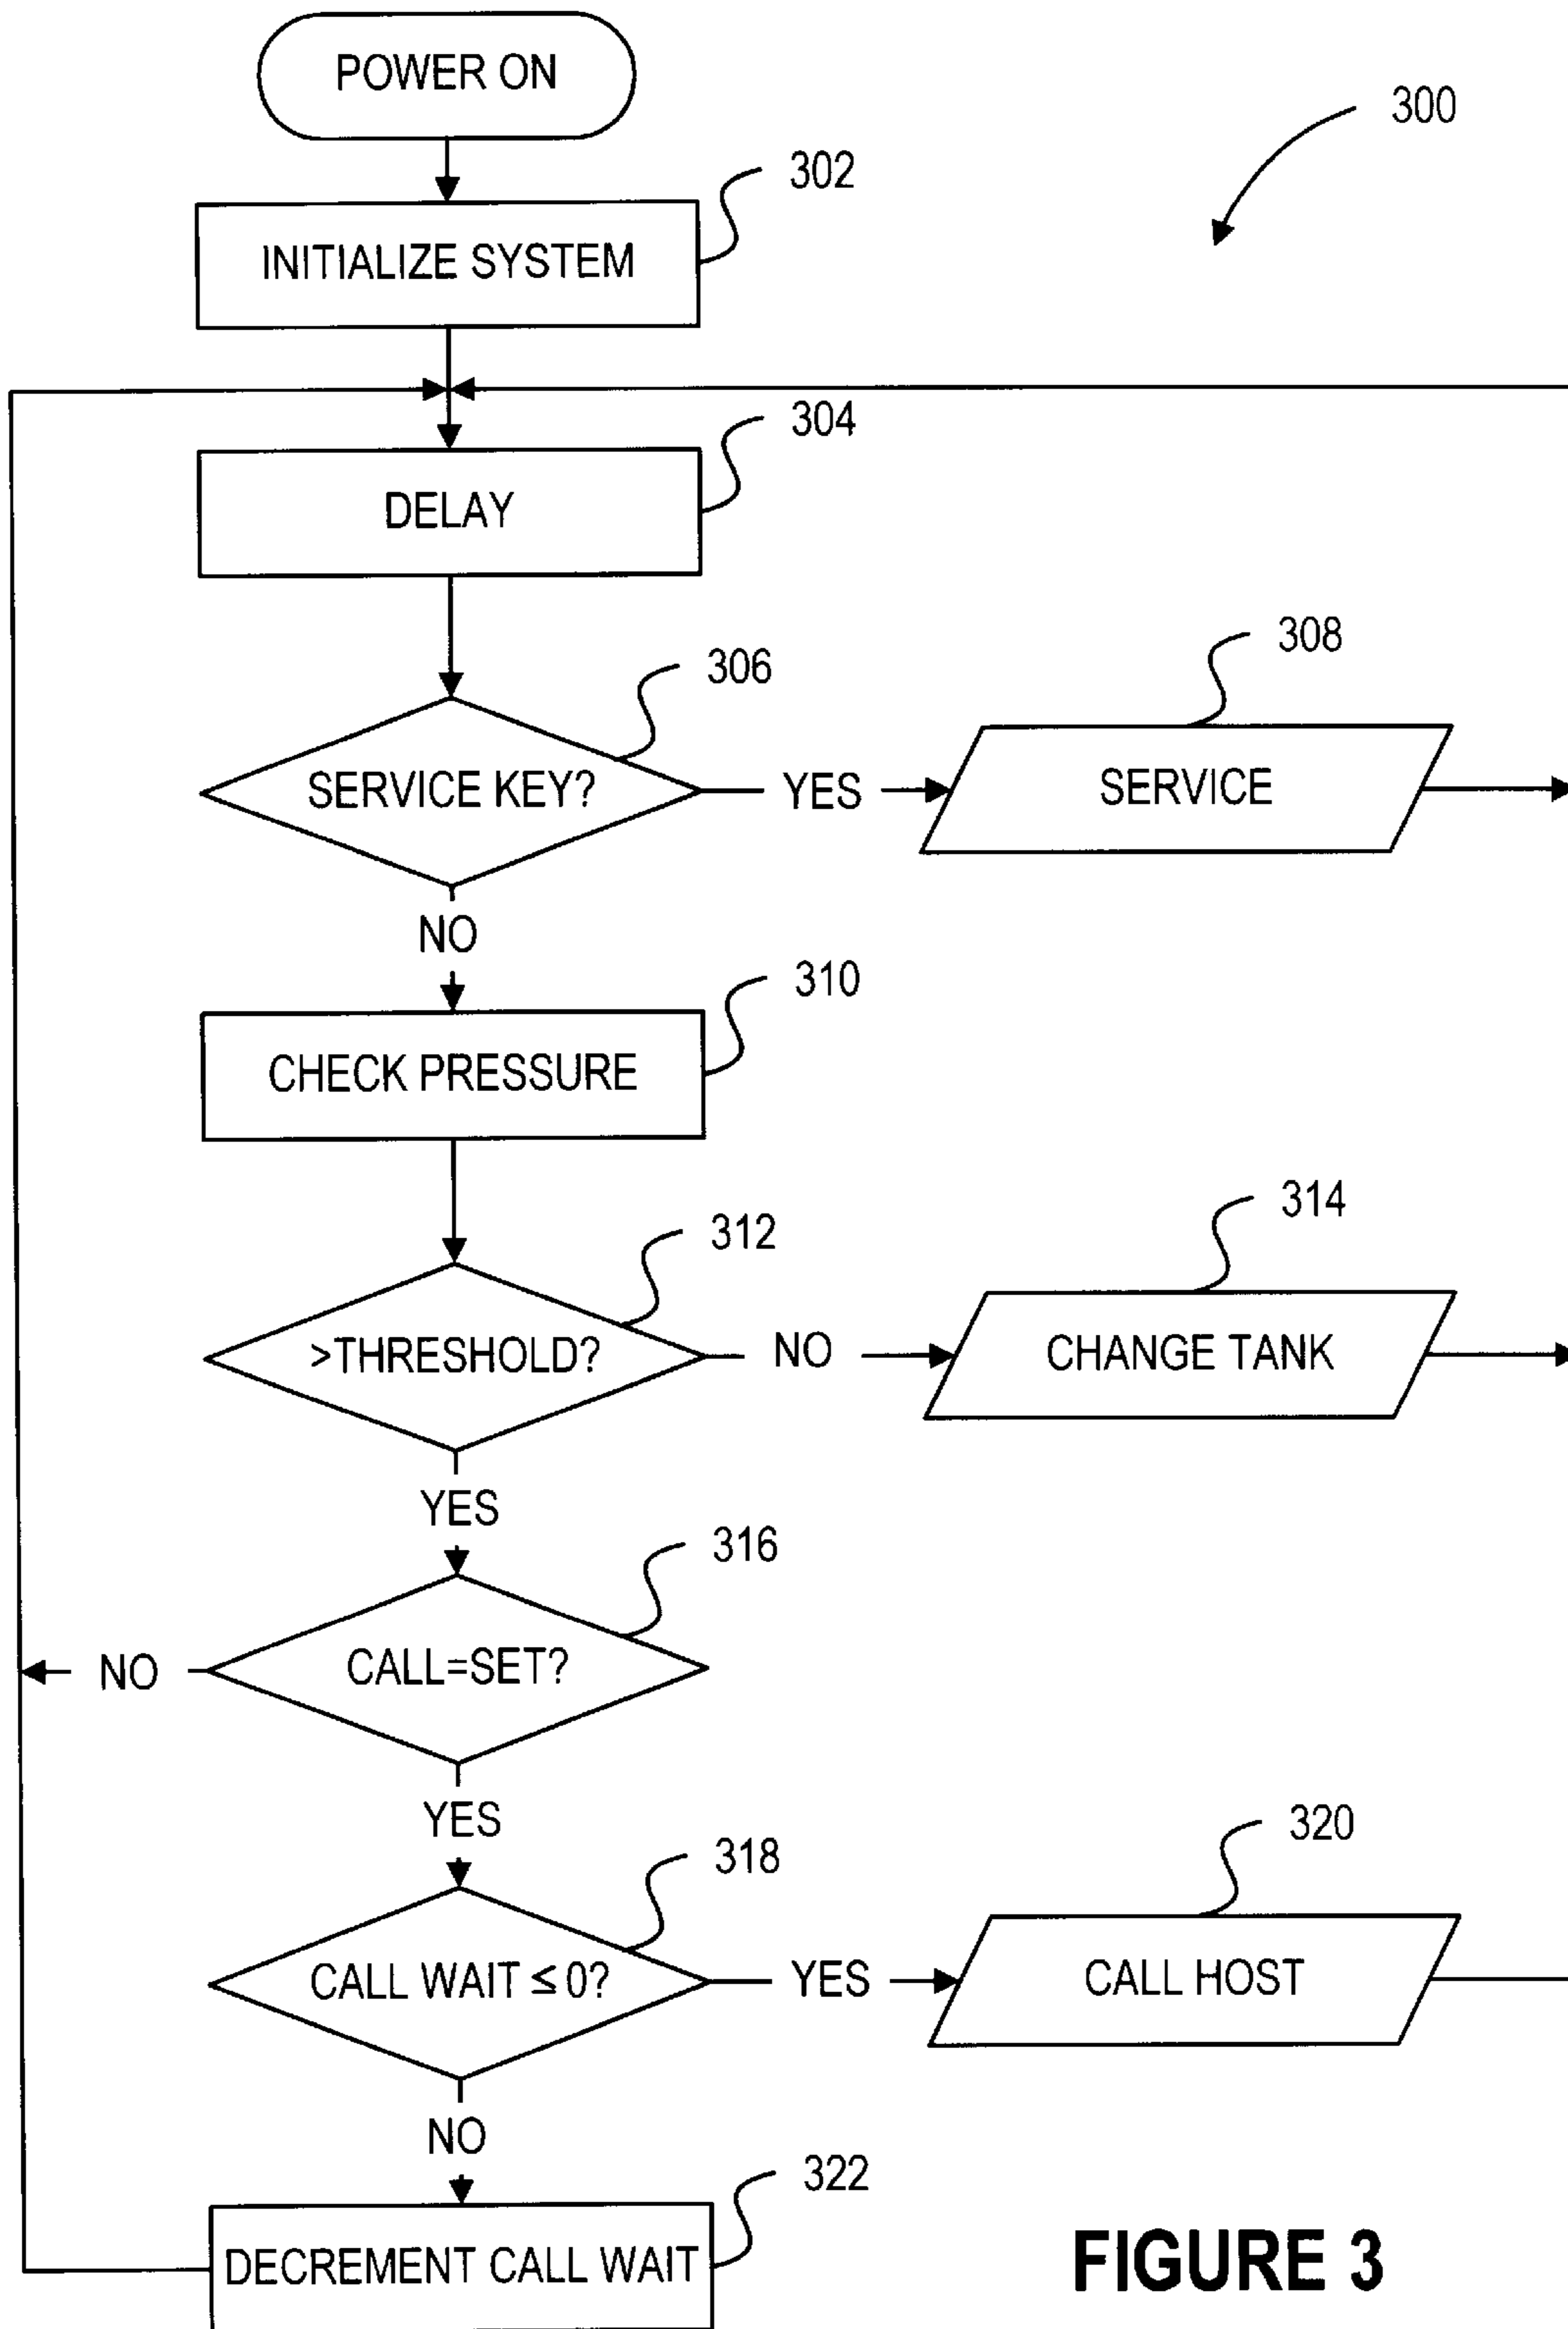 POWER ON
300
302
INITIALIZE SYSTEM
304
DELAY
306
308
SERVICE KEY?
YES
SERVICE
NO
310
CHECK PRESSURE
312
314
>THRESHOLD?
NO
CHANGE TANK
YES
316
CALL=SET?
NO
YES
318
320
CALL WAIT ≤ 0?
YES
CALL HOST
NO
322
DECREMENT CALL WAIT
FIGURE 3